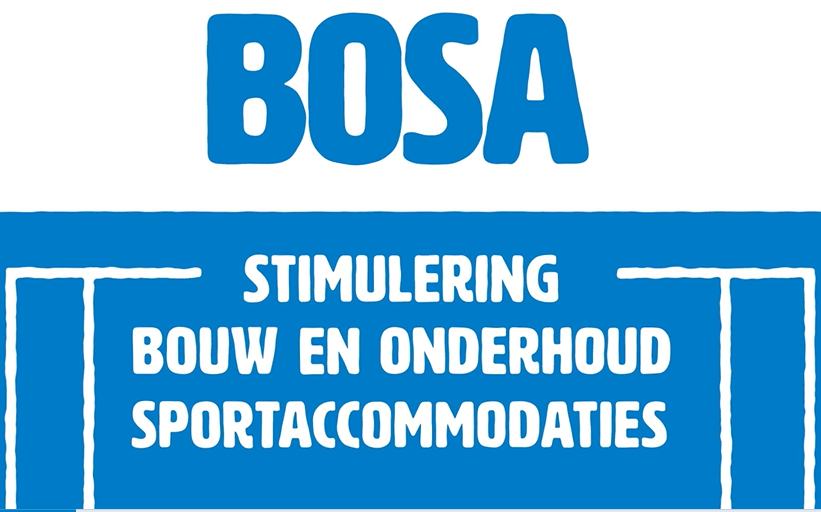 BOSA
STIMULERING
BOUW EN ONDERHOUD
SPORTACCOMMODATIES